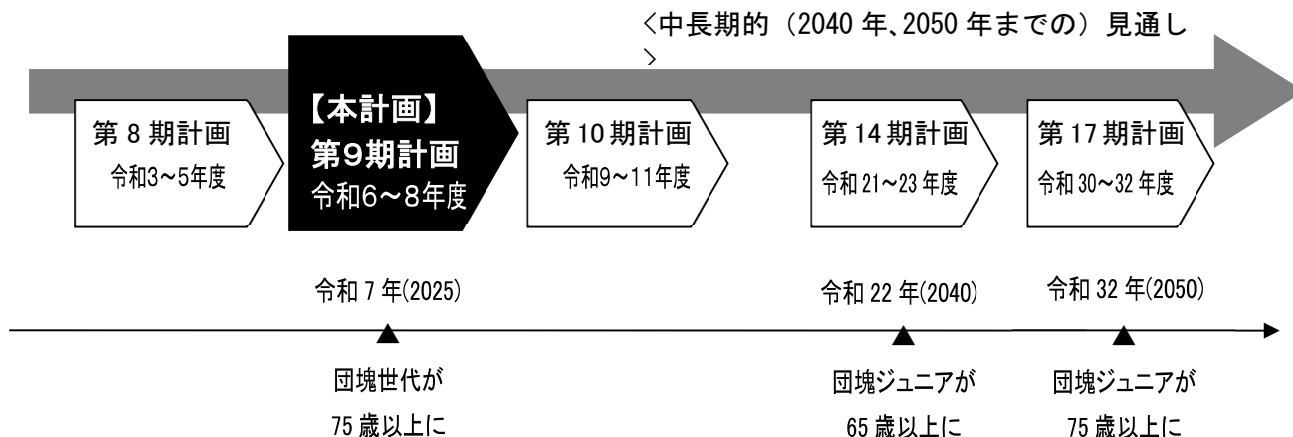 <中長期的（2040 年、2050 年までの）見通し
>
第 8 期計画
令和3～5年度
【本計画】
第９期計画
令和６～８年度
第 10 期計画
令和9～11年度
第 14 期計画
令和 21～23 年度
第 17 期計画
令和 30～32 年度
令和 7 年(2025)
令和 22 年(2040)
令和 32 年(2050)
団塊世代が
75 歳以上に
団塊ジュニアが
65 歳以上に
団塊ジュニアが
75 歳以上に